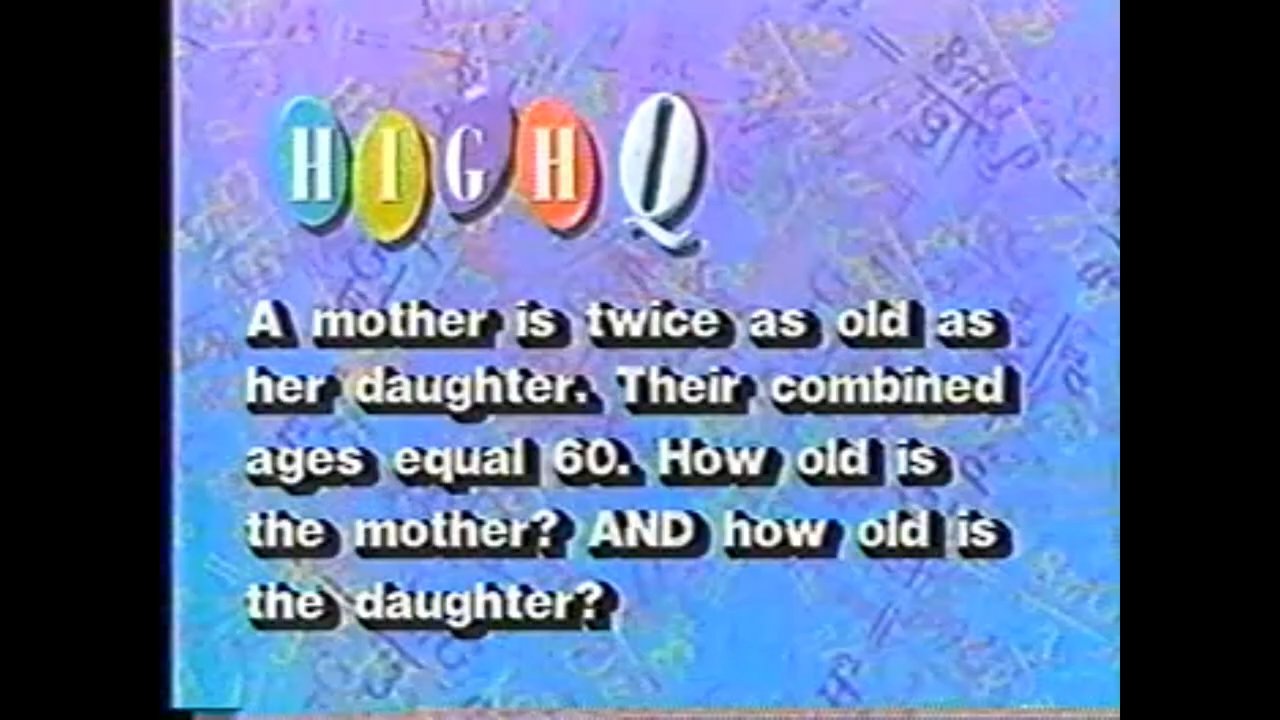 HIGH Q
A mother is twice as old as
her daughter. Their combined
ages equal 60. How old is
the mother? AND how old is
the daughter?